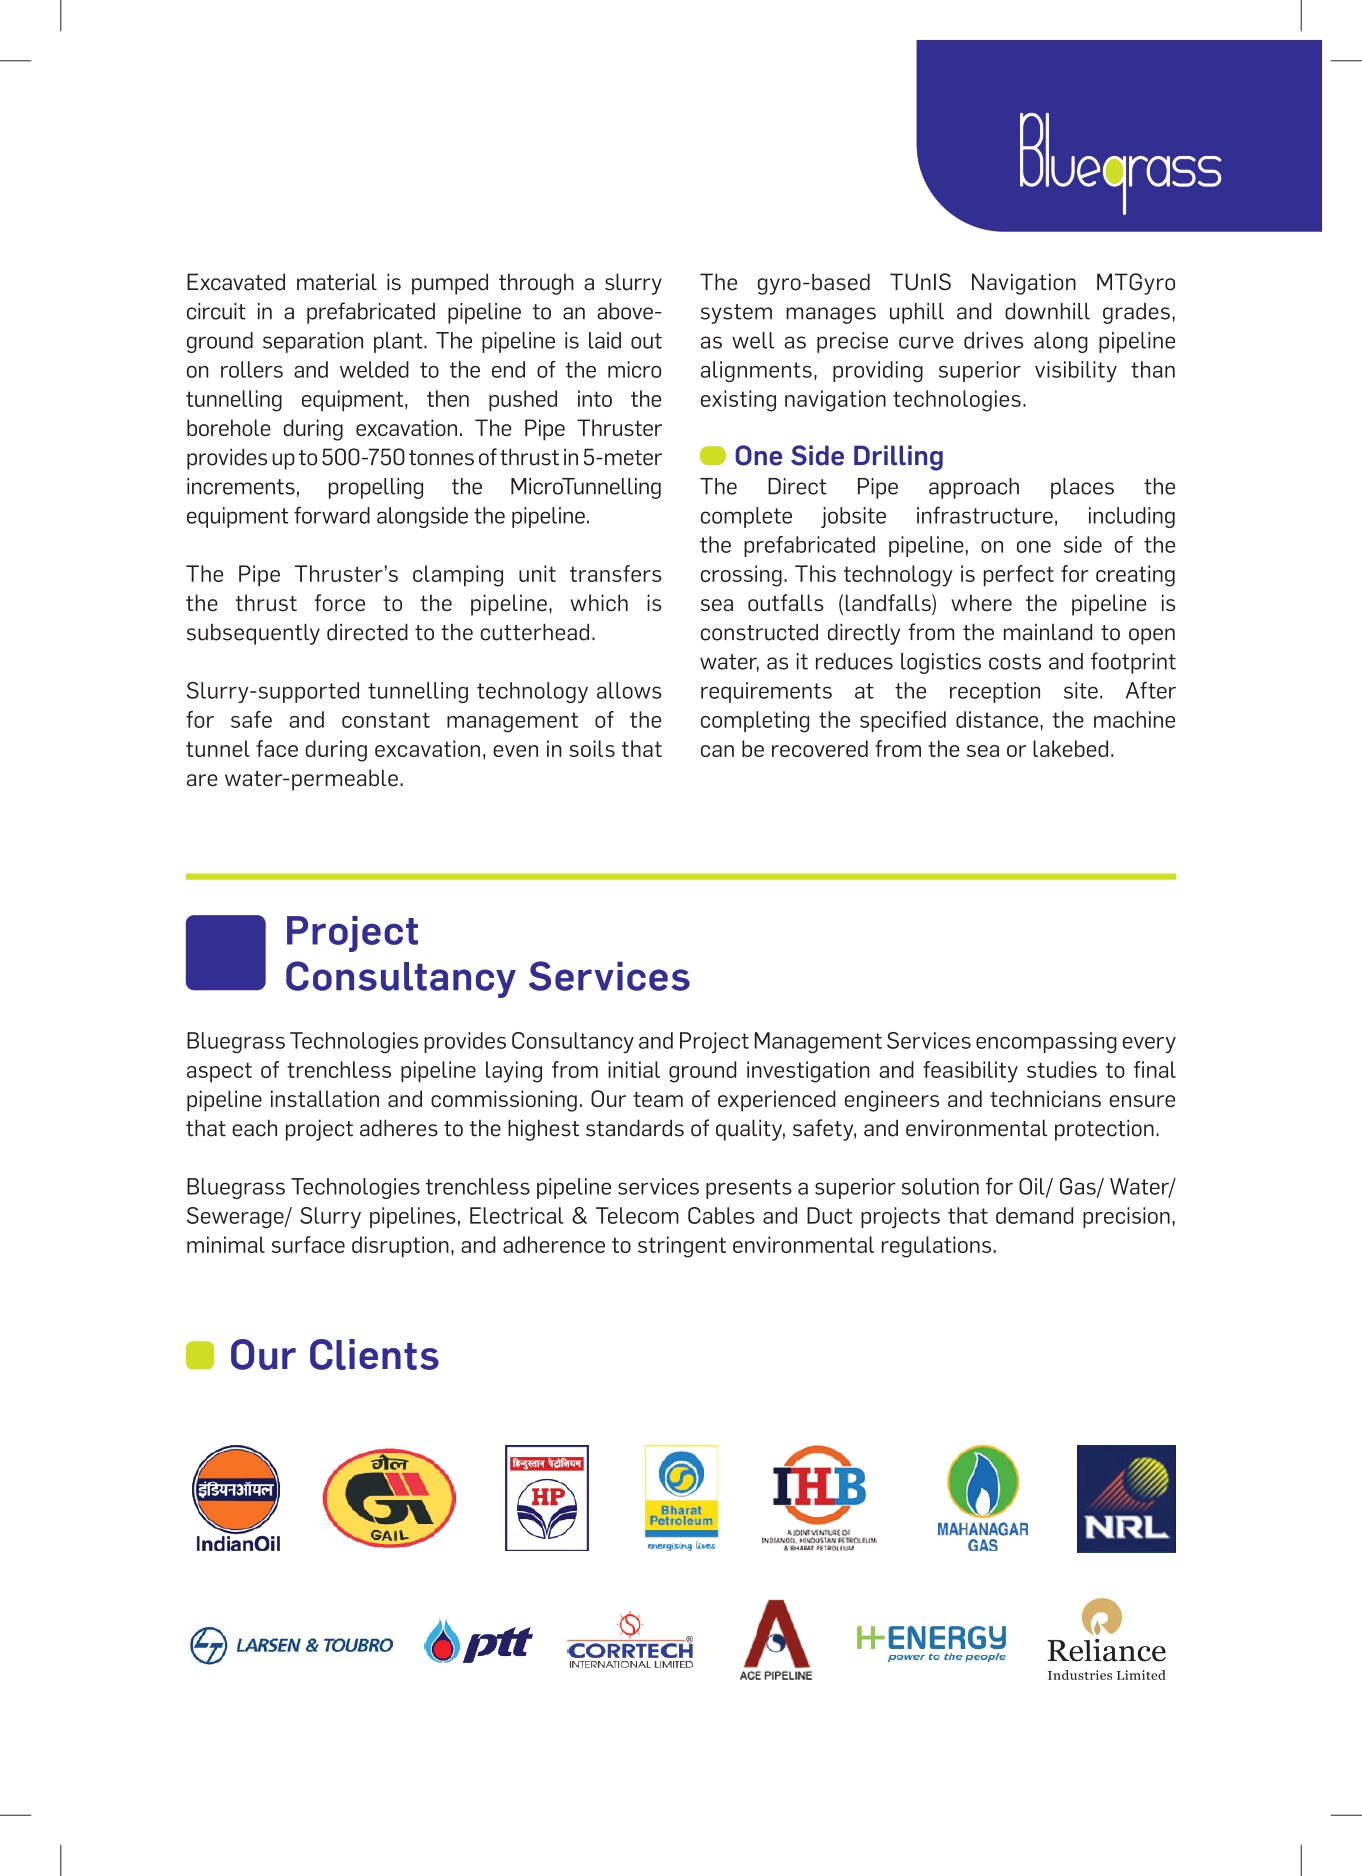 Bluegrass
Excavated material is pumped through a slurry
circuit in a prefabricated pipeline to an above-
ground separation plant. The pipeline is laid out
on rollers and welded to the end of the micro
tunnelling equipment, then pushed into the
borehole during excavation. The Pipe Thruster
provides up to 500-750 tonnes of thrust in 5-meter
increments, propelling the MicroTunnelling
equipment forward alongside the pipeline.
The Pipe Thruster’s clamping unit transfers
the thrust force to the pipeline, which is
subsequently directed to the cutterhead.
Slurry-supported tunnelling technology allows
for safe and constant management of the
tunnel face during excavation, even in soils that
are water-permeable.
The gyro-based TUnIS Navigation MTGyro
system manages uphill and downhill grades,
as well as precise curve drives along pipeline
alignments, providing superior visibility than
existing navigation technologies.
One Side Drilling
The Direct Pipe approach places the
complete jobsite infrastructure, including
the prefabricated pipeline, on one side of the
crossing. This technology is perfect for creating
sea outfalls (landfalls) where the pipeline is
constructed directly from the mainland to open
water, as it reduces logistics costs and footprint
requirements at the reception site. After
completing the specified distance, the machine
can be recovered from the sea or lakebed.
Project
Consultancy Services
Bluegrass Technologies provides Consultancy and Project Management Services encompassing every
aspect of trenchless pipeline laying from initial ground investigation and feasibility studies to final
pipeline installation and commissioning. Our team of experienced engineers and technicians ensure
that each project adheres to the highest standards of quality, safety, and environmental protection.
Bluegrass Technologies trenchless pipeline services presents a superior solution for Oil/ Gas/ Water/
Sewerage/ Slurry pipelines, Electrical & Telecom Cables and Duct projects that demand precision,
minimal surface disruption, and adherence to stringent environmental regulations.
Our Clients
इंडियनऑयल
IndianOil
गैल
GAIL
हिन्दुस्तान पेट्रोलियम
HP
Bharat
Petroleum
energising lives
IHB
A JOINT VENTURE OF
INDIANOIL, HINDUSTAN PETROLEUM
& BHARAT PETROLEUM
MAHANAGAR
GAS
NRL
LARSEN & TOUBRO
ptt
CORRTECH®
INTERNATIONAL LIMITED
ACE PIPELINE
H-ENERGY
power to the people
Reliance
Industries Limited